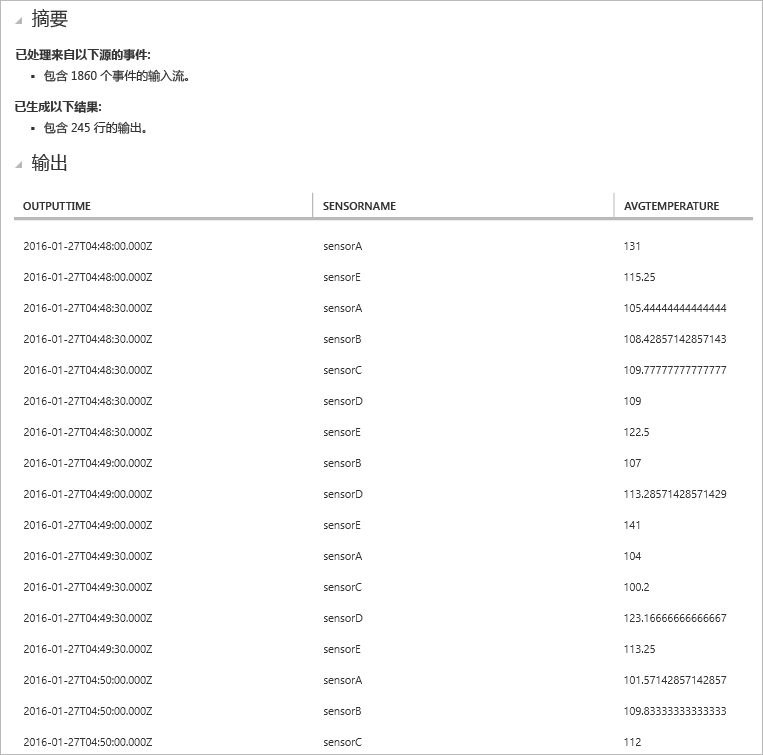 摘要
已处理来自以下源的事件:
▪ 包含 1860 个事件的输入流。
已生成以下结果:
▪ 包含 245 行的输出。
输出
OUTPUTTIME SENSORNAME AVGTEMPERATURE
2016-01-27T04:48:00.000Z sensorA 131
2016-01-27T04:48:00.000Z sensorE 115.25
2016-01-27T04:48:30.000Z sensorA 105.44444444444444
2016-01-27T04:48:30.000Z sensorB 108.42857142857143
2016-01-27T04:48:30.000Z sensorC 109.77777777777777
2016-01-27T04:48:30.000Z sensorD 109
2016-01-27T04:48:30.000Z sensorE 122.5
2016-01-27T04:49:00.000Z sensorB 107
2016-01-27T04:49:00.000Z sensorD 113.28571428571429
2016-01-27T04:49:00.000Z sensorE 141
2016-01-27T04:49:30.000Z sensorA 104
2016-01-27T04:49:30.000Z sensorC 100.2
2016-01-27T04:49:30.000Z sensorD 123.16666666666667
2016-01-27T04:49:30.000Z sensorE 113.25
2016-01-27T04:50:00.000Z sensorA 101.57142857142857
2016-01-27T04:50:00.000Z sensorB 109.83333333333333
2016-01-27T04:50:00.000Z sensorC 112